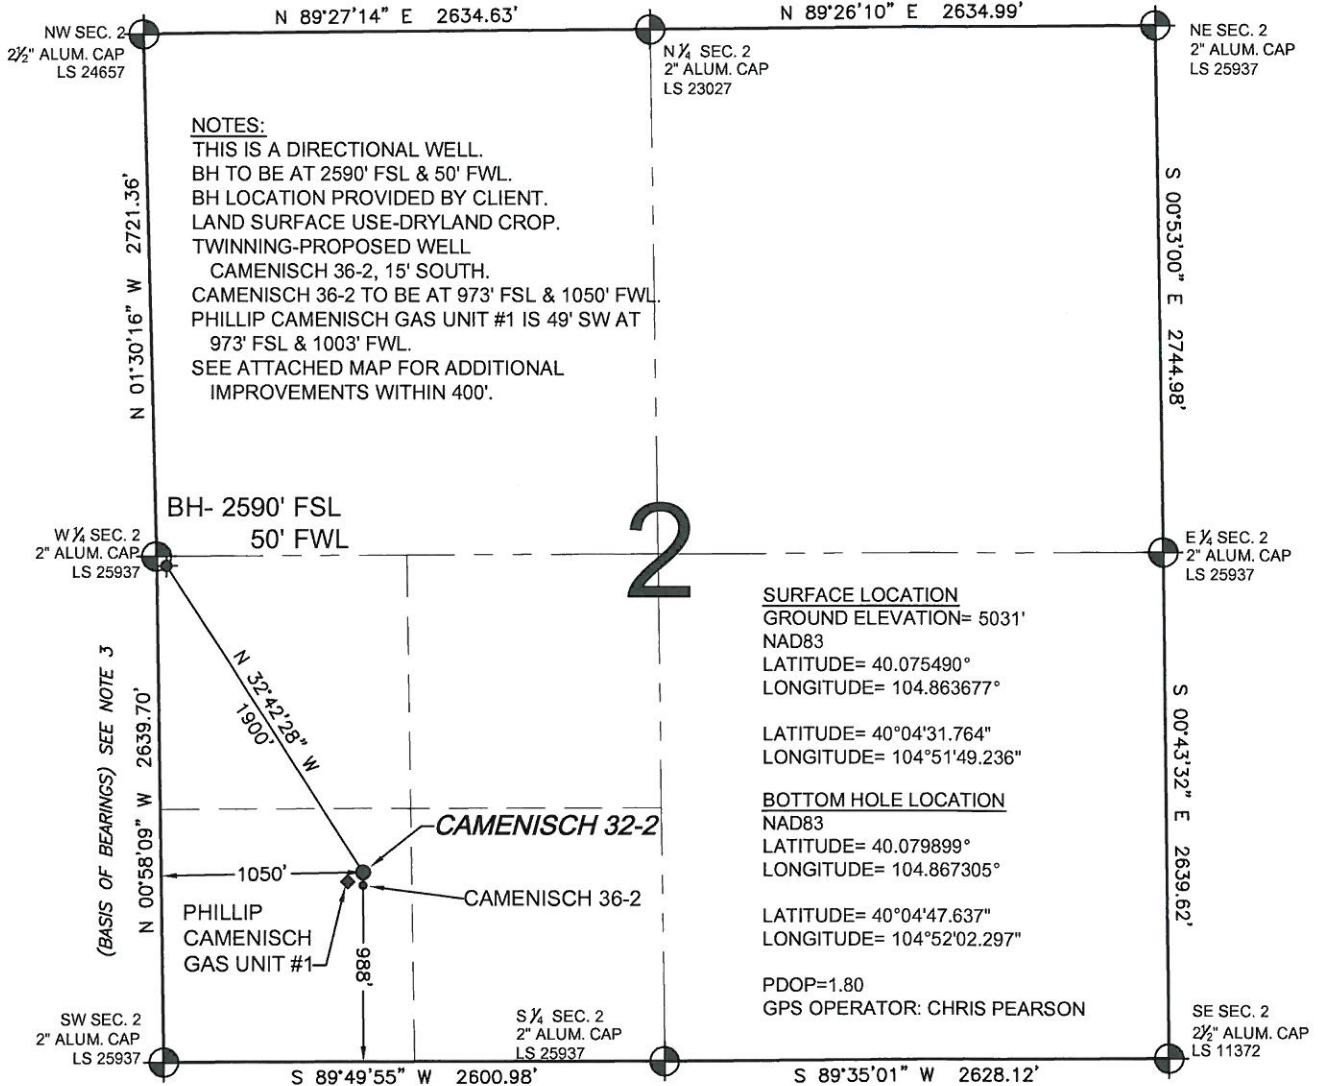 N 89°27'14" E 2634.63'
N 89°26'10" E 2634.99'
NW SEC. 2
2½" ALUM. CAP
LS 24657
N ¼ SEC. 2
2" ALUM. CAP
LS 23027
NE SEC. 2
2" ALUM. CAP
LS 25937
NOTES:
THIS IS A DIRECTIONAL WELL.
BH TO BE AT 2590' FSL & 50' FWL.
BH LOCATION PROVIDED BY CLIENT.
LAND SURFACE USE-DRYLAND CROP.
TWINNING-PROPOSED WELL
CAMENISCH 36-2, 15' SOUTH.
CAMENISCH 36-2 TO BE AT 973' FSL & 1050' FWL.
PHILLIP CAMENISCH GAS UNIT #1 IS 49' SW AT
973' FSL & 1003' FWL.
SEE ATTACHED MAP FOR ADDITIONAL
IMPROVEMENTS WITHIN 400'.
N 01°30'16" W 2721.36'
S 00°53'00" E 2744.98'
BH- 2590' FSL
50' FWL
W ¼ SEC. 2
2" ALUM. CAP
LS 25937
2
E ¼ SEC. 2
2" ALUM. CAP
LS 25937
SURFACE LOCATION
GROUND ELEVATION= 5031'
NAD83
LATITUDE= 40.075490°
LONGITUDE= 104.863677°
LATITUDE= 40°04'31.764"
LONGITUDE= 104°51'49.236"
BOTTOM HOLE LOCATION
NAD83
LATITUDE= 40.079899°
LONGITUDE= 104.867305°
LATITUDE= 40°04'47.637"
LONGITUDE= 104°52'02.297"
PDOP=1.80
GPS OPERATOR: CHRIS PEARSON
(BASIS OF BEARINGS) SEE NOTE 3
N 00°58'09" W 2639.70'
N 32°42'28" W
1900'
S 00°43'32" E 2639.62'
CAMENISCH 32-2
1050'
CAMENISCH 36-2
PHILLIP
CAMENISCH
GAS UNIT #1
988'
SW SEC. 2
2" ALUM. CAP
LS 25937
S ¼ SEC. 2
2" ALUM. CAP
LS 25937
SE SEC. 2
2½" ALUM. CAP
LS 11372
S 89°49'55" W 2600.98'
S 89°35'01" W 2628.12'